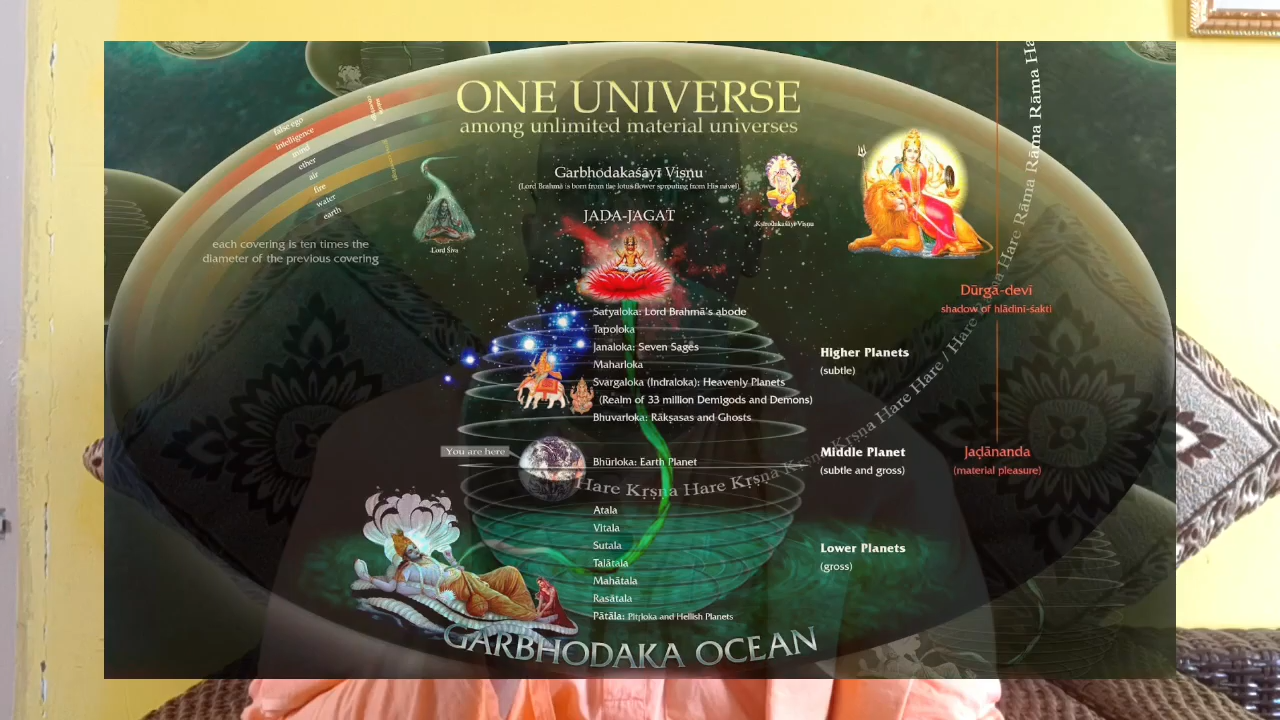 ONE UNIVERSE
among unlimited material universes
false ego
intelligence
mind
ether
air
fire
water
earth
each covering is ten times the
diameter of the previous covering
Garbhodakaśāyī Viṣṇu
(Lord Brahmā is born from the lotus flower sprouting from His navel)
JADA-JAGAT
Lord Śiva
Kṣīrodakaśāyī Viṣṇu
Dūrgā-devī
shadow of hlādinī-śakti
Satyaloka: Lord Brahmā's abode
Tapoloka
Janaloka: Seven Sages
Maharloka
Svargaloka (Indraloka): Heavenly Planets
(Realm of 33 million Demigods and Demons)
Bhuvarloka: Rākṣasas and Ghosts
Higher Planets
(subtle)
You are here
Bhūrloka: Earth Planet
Middle Planet
(subtle and gross)
Jaḍānanda
(material pleasure)
Hare Kṛṣṇa Hare Kṛṣṇa Kṛṣṇa Kṛṣṇa Hare Hare / Hare Rāma Hare Rāma Rāma Rāma Ha
Atala
Vitala
Sutala
Talātala
Mahātala
Rasātala
Pātāla: Pitṛloka and Hellish Planets
Lower Planets
(gross)
GARBHODAKA OCEAN